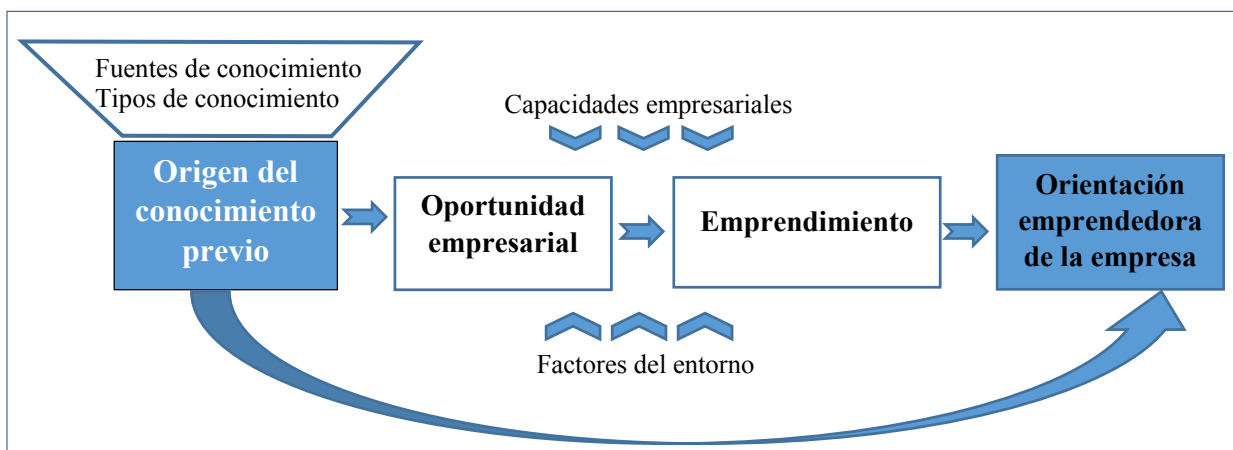 Fuentes de conocimiento
Tipos de conocimiento
Capacidades empresariales
Origen del
conocimiento
previo
Oportunidad
empresarial
Emprendimiento
Orientación
emprendedora
de la empresa
Factores del entorno